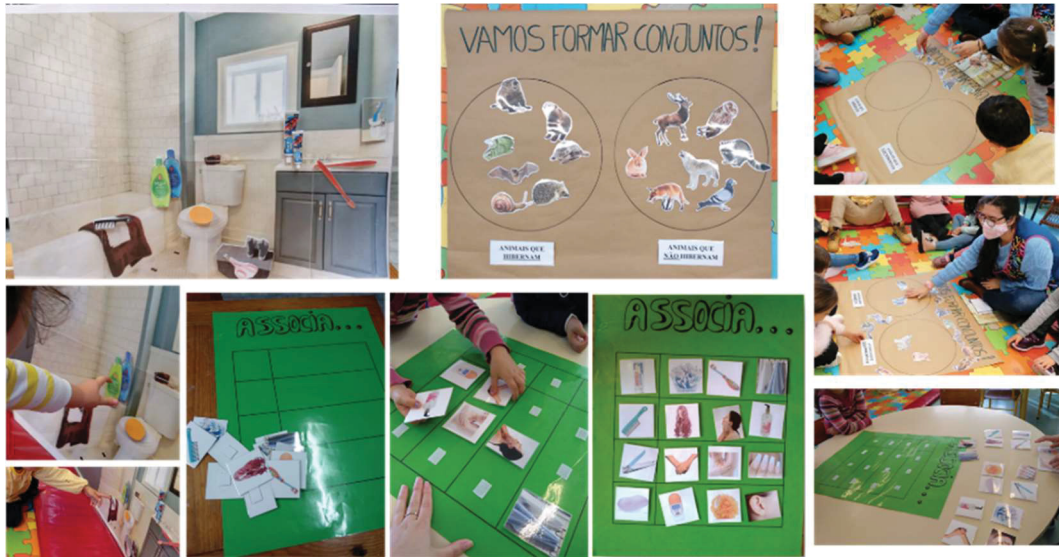 VAMOS FORMAR CONJUNTOS!
ANIMAIS QUE
HIBERNAM
ANIMAIS QUE
NÃO HIBERNAM
ASSOCIA...
ASSOCIA...